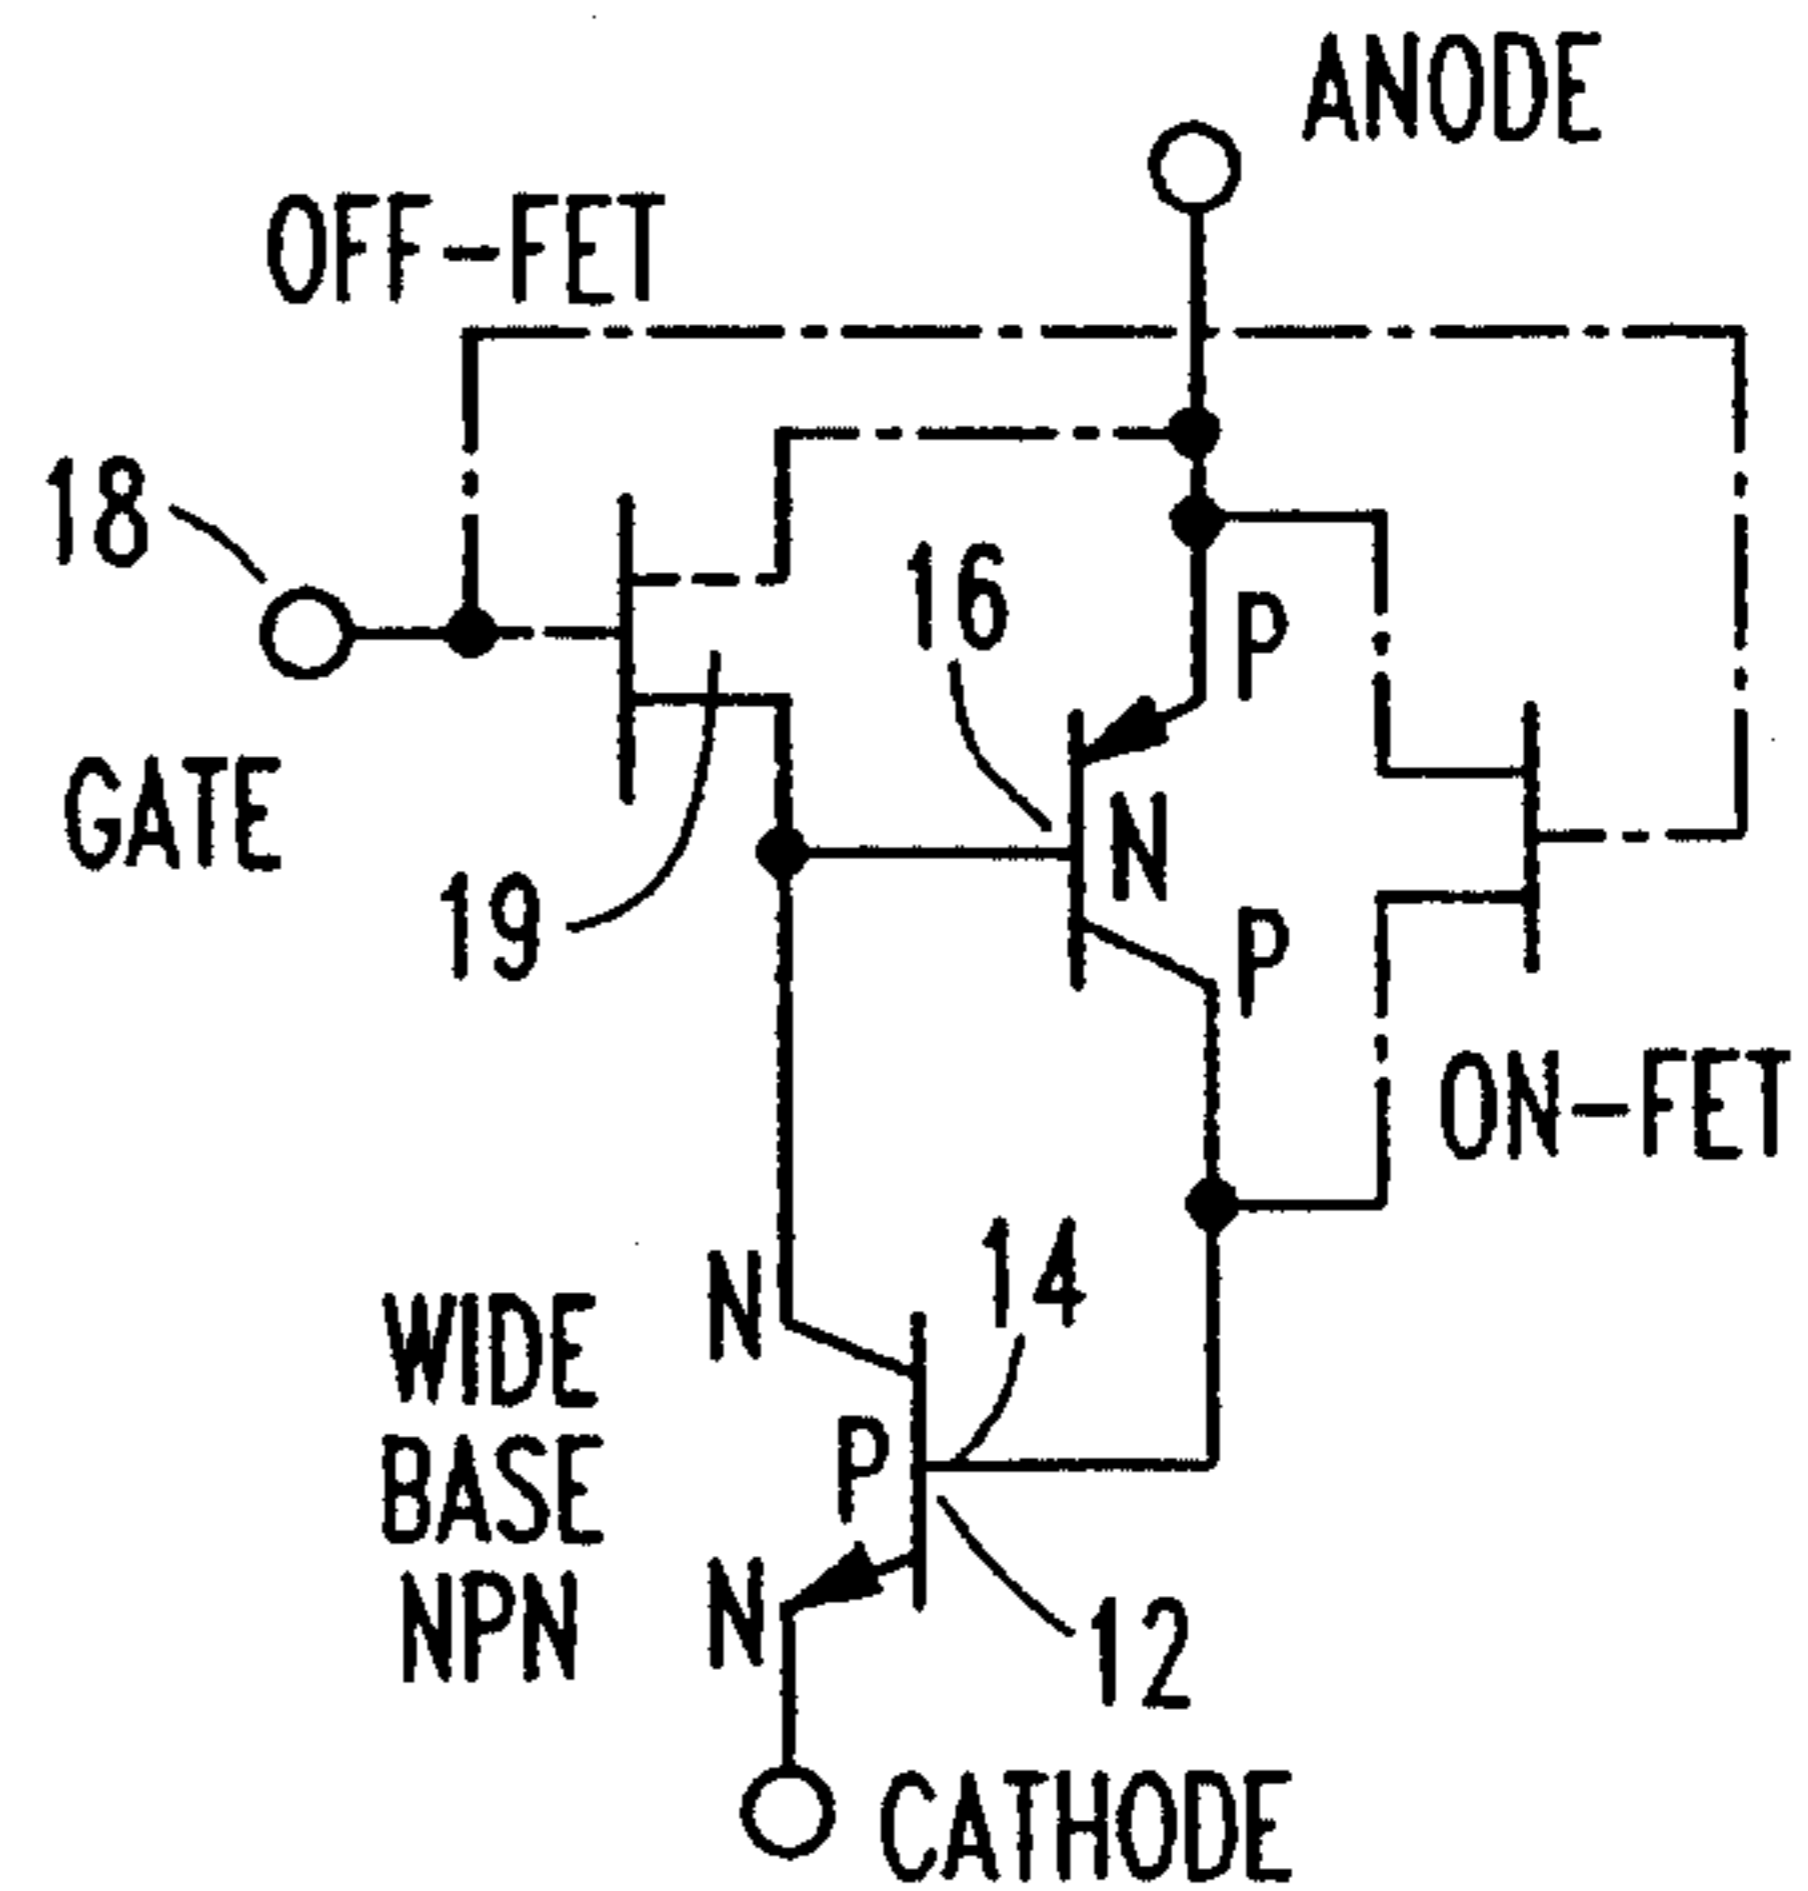 ANODE
OFF-FET
18
16
P
GATE
N
19
P
ON-FET
14
N
WIDE
BASE
NPN
P
N
12
CATHODE